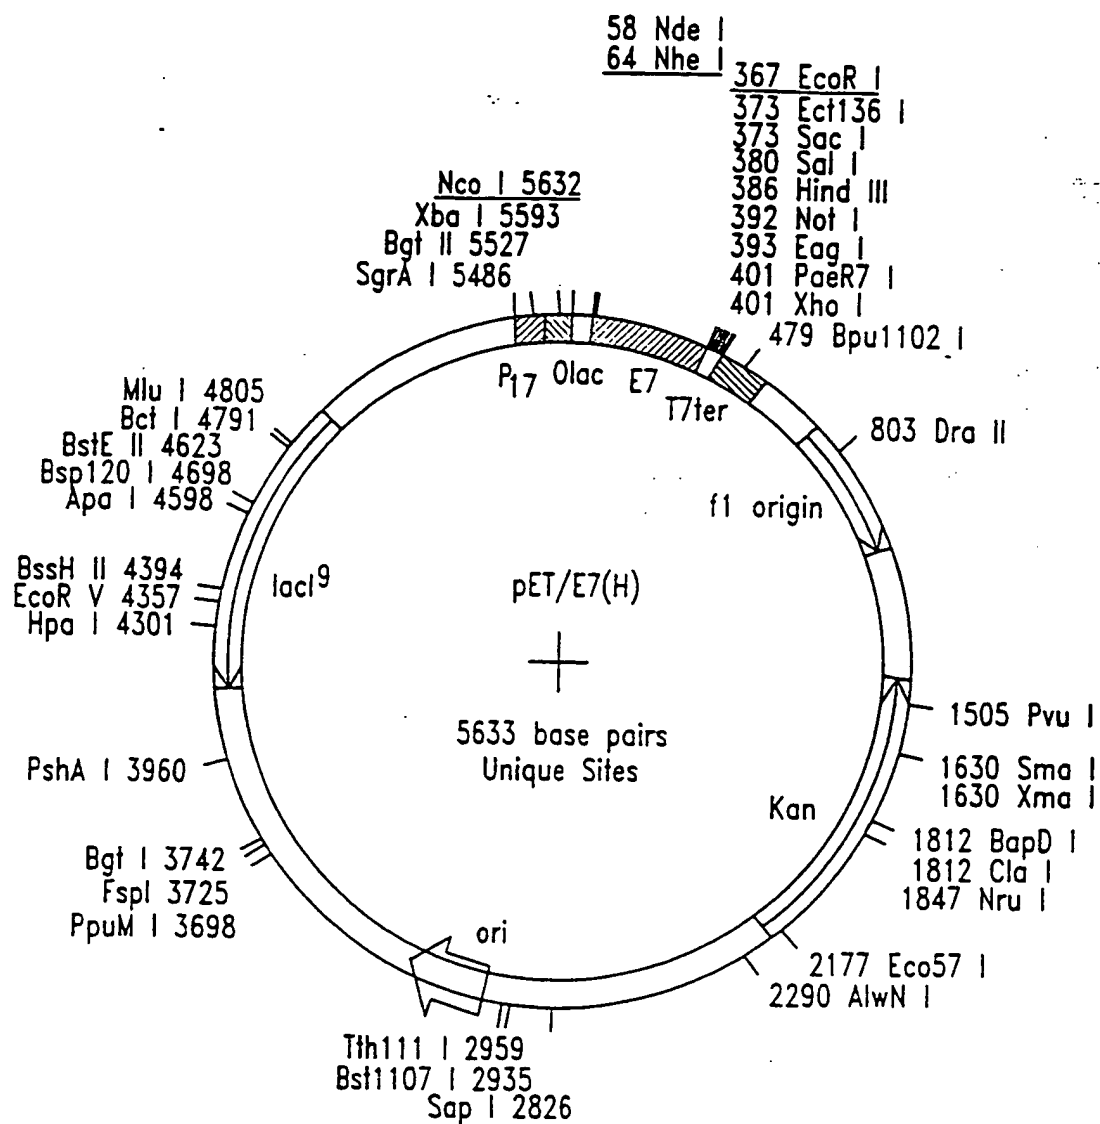 58 Nde I
64 Nhe I
367 EcoR I
373 Ect136 I
373 Sac I
380 Sal I
386 Hind III
392 Not I
393 Eag I
401 PaeR7 I
401 Xho I
479 Bpu1102 I
Nco I 5632
Xba I 5593
Bgt II 5527
SgrA I 5486
P17
Olac
E7
T7ter
803 Dra II
f1 origin
Mlu I 4805
Bct I 4791
BstE II 4623
Bsp120 I 4698
Apa I 4598
BssH II 4394
EcoR V 4357
Hpa I 4301
lacI9
pET/E7(H)
5633 base pairs
Unique Sites
1505 Pvu I
1630 Sma I
1630 Xma I
Kan
1812 BapD I
1812 Cla I
1847 Nru I
PshA I 3960
Bgt I 3742
FspI 3725
PpuM I 3698
ori
2177 Eco57 I
2290 AlwN I
Tth111 I 2959
Bst1107 I 2935
Sap I 2826